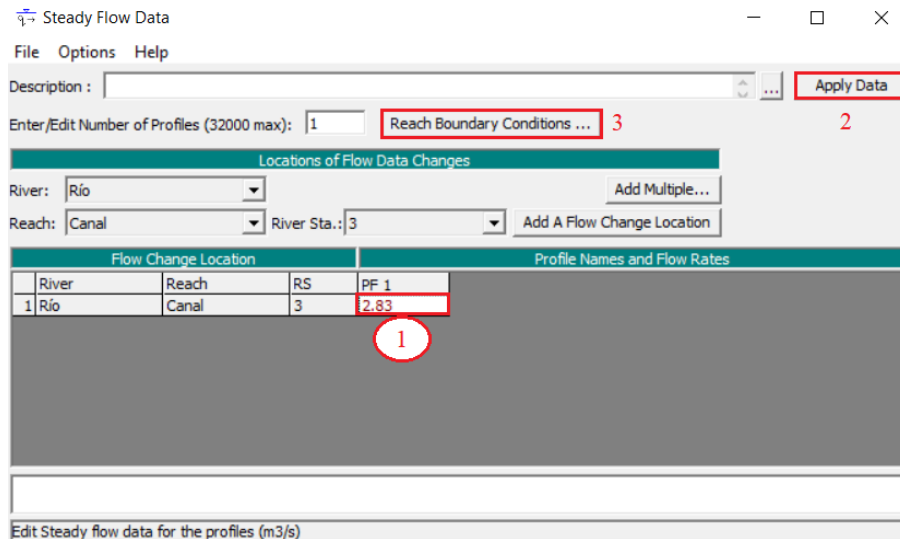 Steady Flow Data
File Options Help
Description : ... Apply Data
Enter/Edit Number of Profiles (32000 max): 1 Reach Boundary Conditions ... 3 2
Locations of Flow Data Changes
River: Río Add Multiple...
Reach: Canal River Sta.: 3 Add A Flow Change Location
Flow Change Location Profile Names and Flow Rates
River Reach RS PF 1
1 Río Canal 3 2.83
1
Edit Steady flow data for the profiles (m3/s)